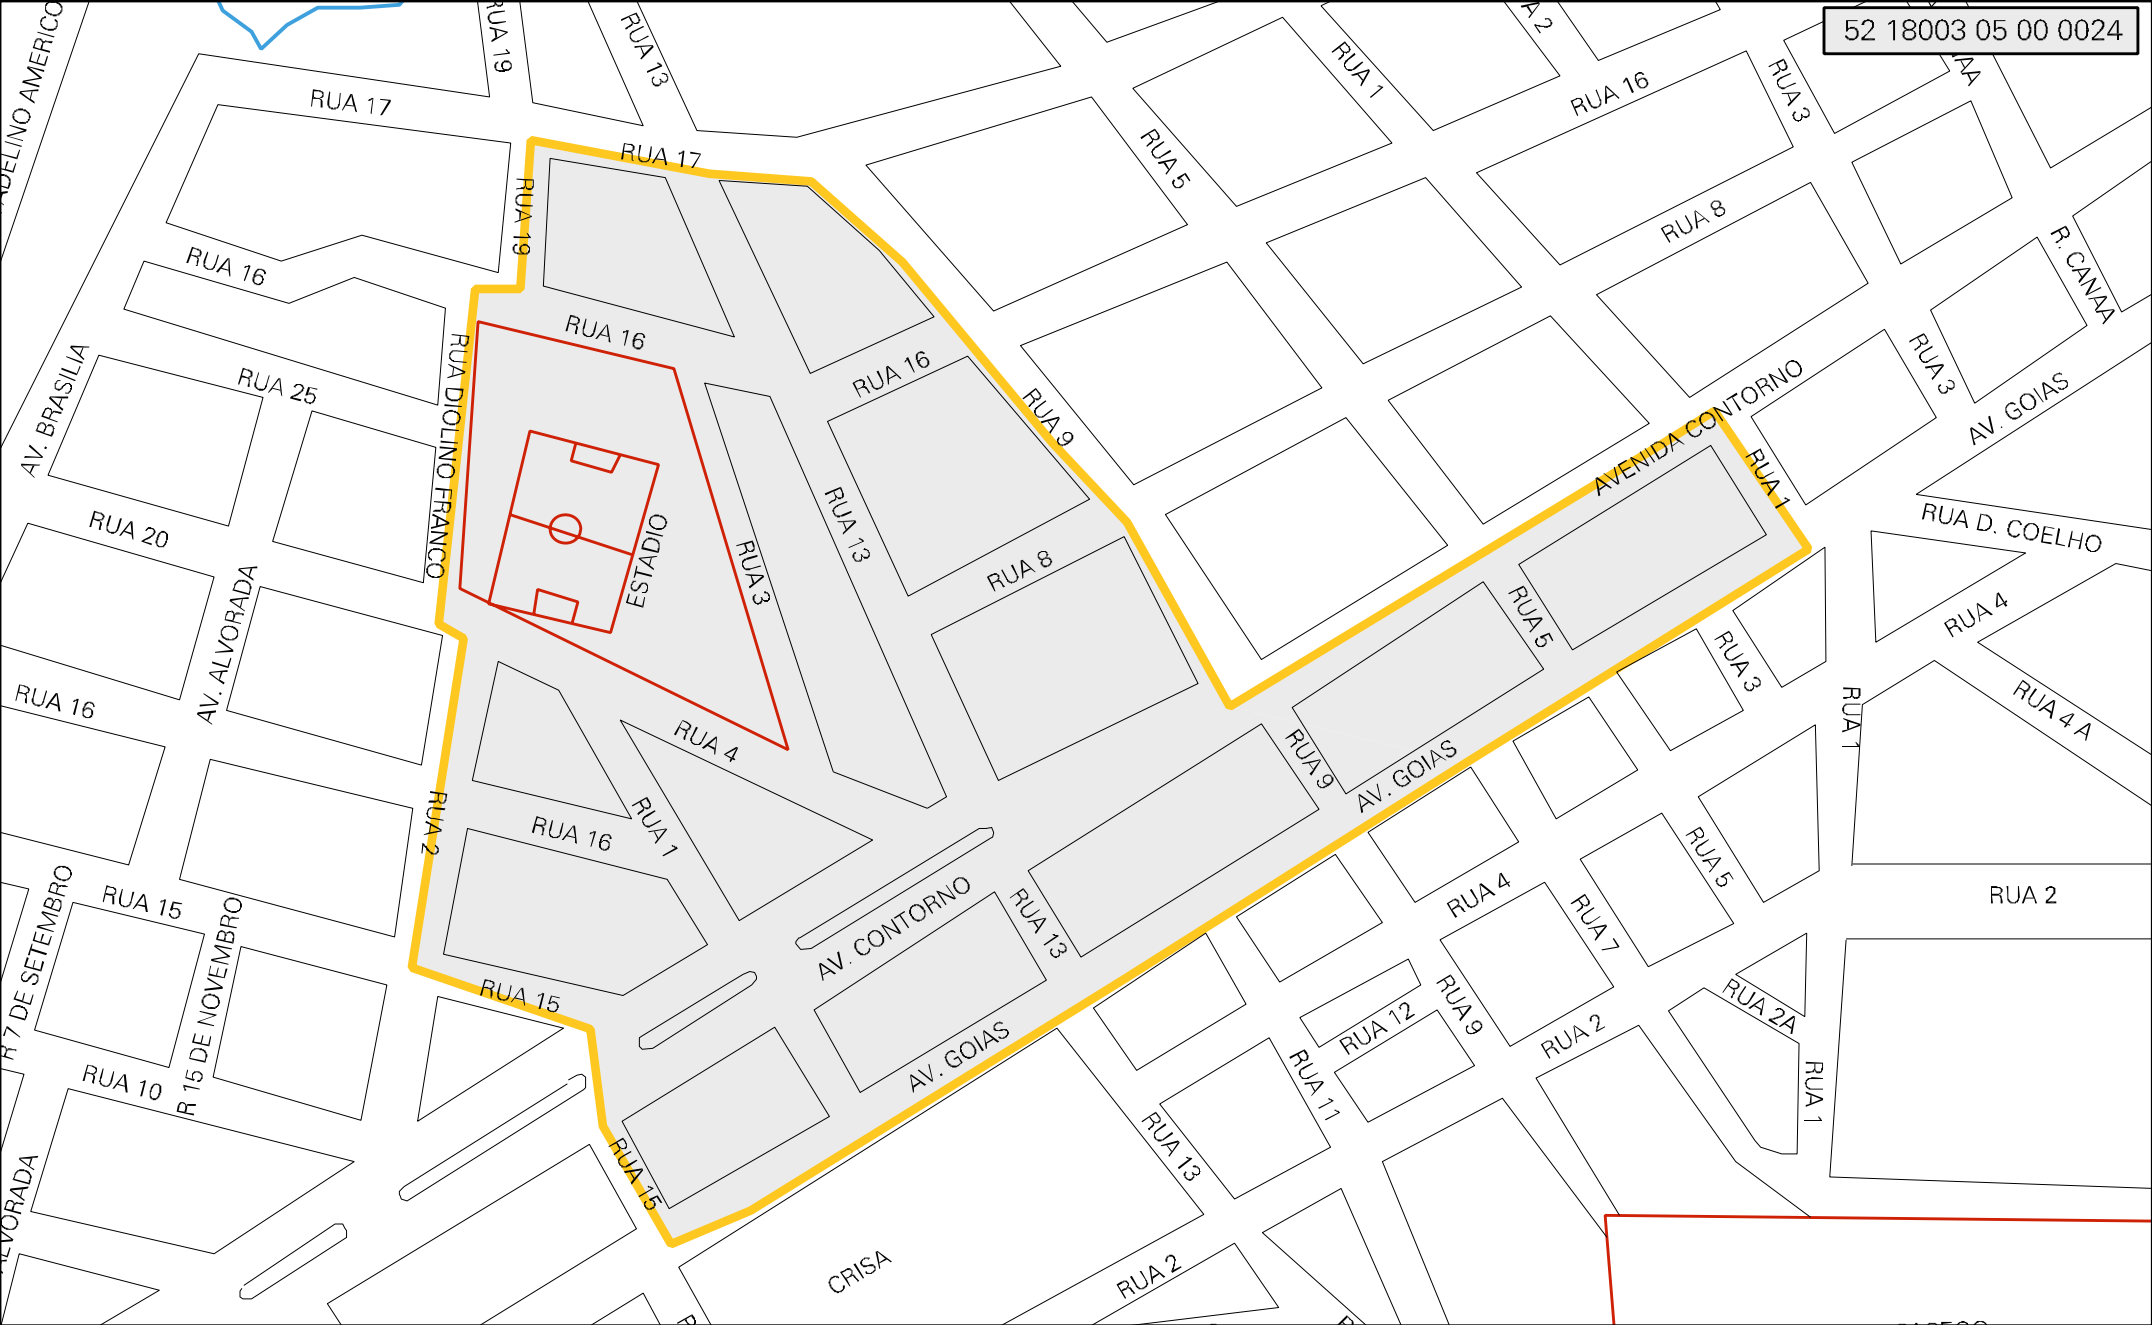 52 18003 05 00 0024
RUA 19
RUA 13
RUA 1
RUA 16
RUA 3
RUA 17
RUA 17
RUA 5
RUA 19
RUA 8
RUA 16
R. CANAA
RUA 16
RUA 16
RUA 3
RUA DIOLINO FRANCO
AV. BRASILIA
RUA 25
RUA 9
AVENIDA CONTORNO
AV. GOIAS
RUA 1
RUA 20
RUA 13
RUA D. COELHO
ESTADIO
RUA 3
RUA 8
RUA 5
RUA 4
AV. ALVORADA
RUA 3
RUA 16
RUA 4
RUA 1
RUA 4 A
RUA 9
AV. GOIAS
RUA 2
RUA 16
RUA 1
RUA 5
RUA 4
RUA 2
R 7 DE SETEMBRO
RUA 15
R 15 DE NOVEMBRO
AV. CONTORNO
RUA 13
RUA 7
RUA 15
RUA 9
RUA 12
RUA 2A
RUA 2
AV. GOIAS
RUA 10
RUA 11
RUA 1
RUA 15
RUA 13
CRISA
RUA 2